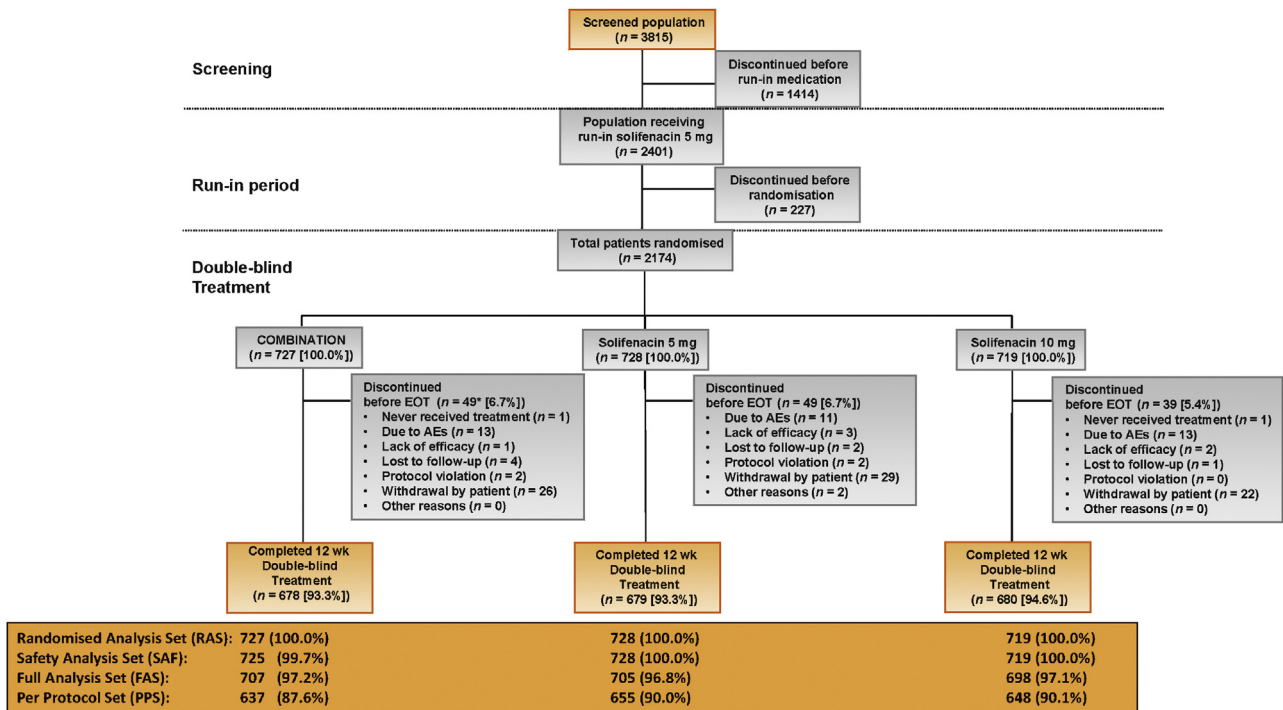 Screened population
(n = 3815)
Screening
Discontinued before
run-in medication
(n = 1414)
Population receiving
run-in solifenacin 5 mg
(n = 2401)
Run-in period
Discontinued before
randomisation
(n = 227)
Total patients randomised
(n = 2174)
Double-blind
Treatment
COMBINATION
(n = 727 [100.0%])
Solifenacin 5 mg
(n = 728 [100.0%])
Solifenacin 10 mg
(n = 719 [100.0%])
Discontinued
before EOT (n = 49* [6.7%])
• Never received treatment (n = 1)
• Due to AEs (n = 13)
• Lack of efficacy (n = 1)
• Lost to follow-up (n = 4)
• Protocol violation (n = 2)
• Withdrawal by patient (n = 26)
• Other reasons (n = 0)
Discontinued
before EOT (n = 49 [6.7%])
• Due to AEs (n = 11)
• Lack of efficacy (n = 3)
• Lost to follow-up (n = 2)
• Protocol violation (n = 2)
• Withdrawal by patient (n = 29)
• Other reasons (n = 2)
Discontinued
before EOT (n = 39 [5.4%])
• Never received treatment (n = 1)
• Due to AEs (n = 13)
• Lack of efficacy (n = 2)
• Lost to follow-up (n = 1)
• Protocol violation (n = 0)
• Withdrawal by patient (n = 22)
• Other reasons (n = 0)
Completed 12 wk
Double-blind
Treatment
(n = 678 [93.3%])
Completed 12 wk
Double-blind
Treatment
(n = 679 [93.3%])
Completed 12 wk
Double-blind
Treatment
(n = 680 [94.6%])
Randomised Analysis Set (RAS): 727 (100.0%) 728 (100.0%) 719 (100.0%)
Safety Analysis Set (SAF): 725 (99.7%) 728 (100.0%) 719 (100.0%)
Full Analysis Set (FAS): 707 (97.2%) 705 (96.8%) 698 (97.1%)
Per Protocol Set (PPS): 637 (87.6%) 655 (90.0%) 648 (90.1%)